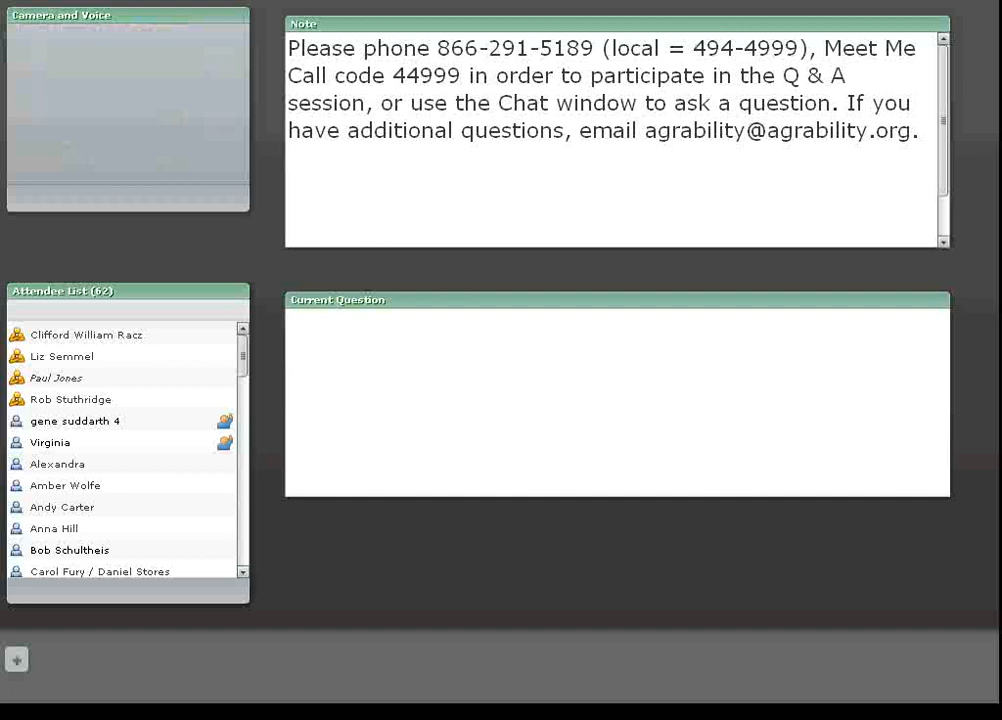 Camera and Voice
Note
Please phone 866-291-5189 (local = 494-4999), Meet Me
Call code 44999 in order to participate in the Q & A
session, or use the Chat window to ask a question. If you
have additional questions, email agrability@agrability.org.
Attendee List (62)
Current Question
Clifford William Racz
Liz Semmel
Paul Jones
Rob Stuthridge
gene suddarth 4
Virginia
Alexandra
Amber Wolfe
Andy Carter
Anna Hill
Bob Schultheis
Carol Fury / Daniel Stores